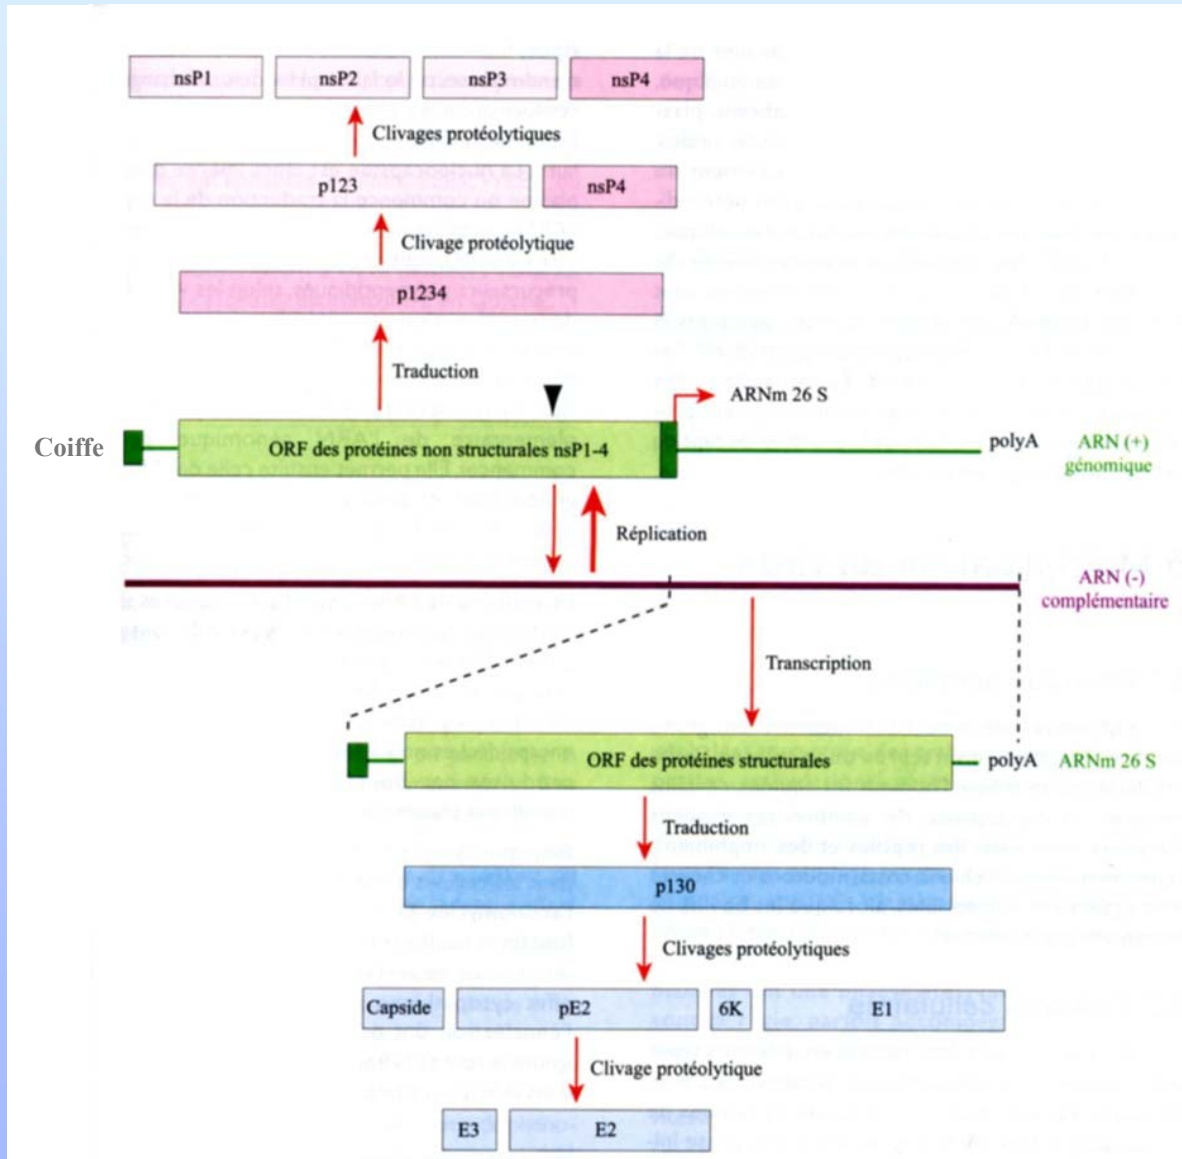 nsP1 nsP2 nsP3 nsP4
Clivages protéolytiques
p123 nsP4
Clivage protéolytique
p1234
Traduction
ARNm 26 S
Coiffe ORF des protéines non structurales nsP1-4 polyA ARN (+)
génomique
Réplication
ARN (-)
complémentaire
Transcription
ORF des protéines structurales polyA ARNm 26 S
Traduction
p130
Clivages protéolytiques
Capside pE2 6K E1
Clivage protéolytique
E3 E2